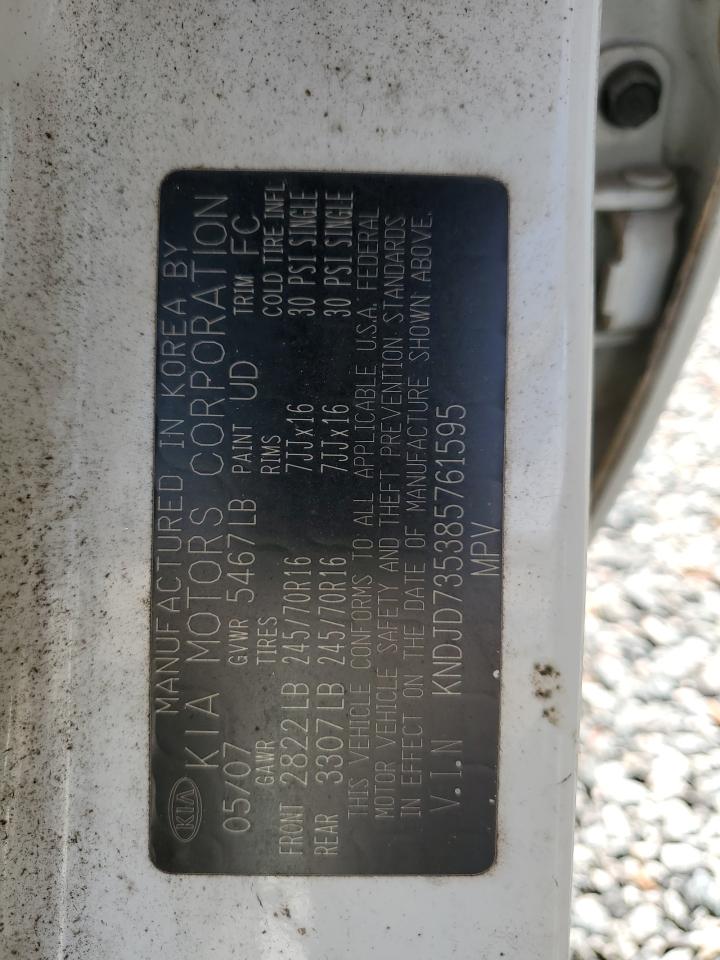 KIA
MANUFACTURED IN KOREA BY
KIA MOTORS CORPORATION
05/07 GVWR 5467LB PAINT UD TRIM FC
GAWR TIRES RIMS COLD TIRE INFL
FRONT 2822LB 245/70R16 7JJx16 30 PSI SINGLE
REAR 3307LB 245/70R16 7JJx16 30 PSI SINGLE
THIS VEHICLE CONFORMS TO ALL APPLICABLE U.S.A. FEDERAL
MOTOR VEHICLE SAFETY AND THEFT PREVENTION STANDARDS
IN EFFECT ON THE DATE OF MANUFACTURE SHOWN ABOVE.
V.I.N KNDJD735385761595
MPV